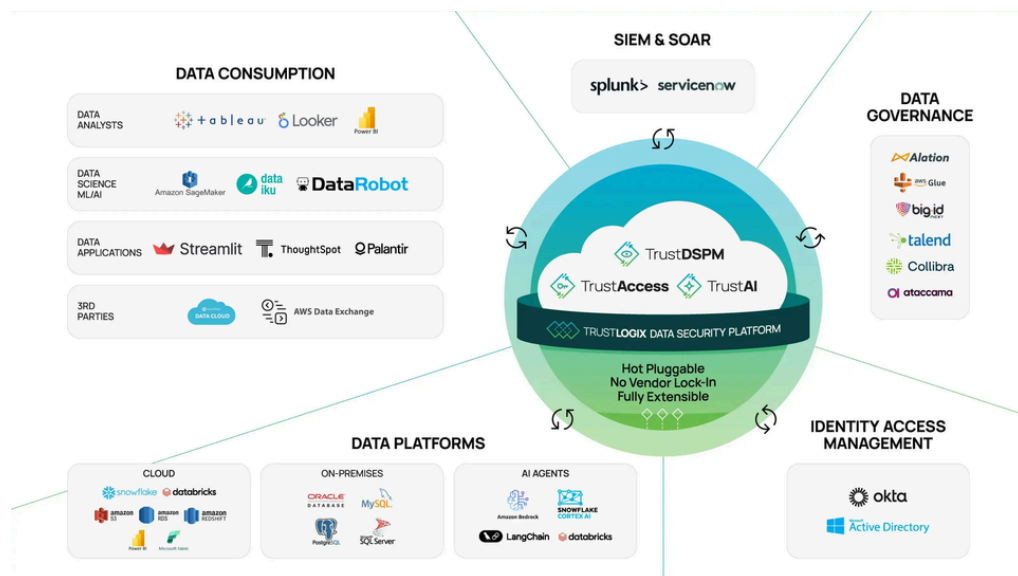 SIEM & SOAR
splunk> servicenow
DATA CONSUMPTION
DATA
ANALYSTS
+ableau
Looker
Power BI
DATA
SCIENCE
ML/AI
Amazon SageMaker
data
iku
DataRobot
DATA
APPLICATIONS
Streamlit
ThoughtSpot
Palantir
3RD
PARTIES
DATA CLOUD
AWS Data Exchange
DATA
GOVERNANCE
Alation
aws Glue
bigid
talend
Collibra
ataccama
TrustDSPM
TrustAccess
TrustAI
TRUSTLOGIX DATA SECURITY PLATFORM
Hot Pluggable
No Vendor Lock-In
Fully Extensible
DATA PLATFORMS
CLOUD
snowflake databricks
amazon
S3
amazon
RDS
amazon
REDSHIFT
Power BI
Microsoft Fabric
ON-PREMISES
ORACLE
DATABASE
MySQL
PostgreSQL
SQL Server
AI AGENTS
Amazon Bedrock
SNOWFLAKE
CORTEX AI
LangChain
databricks
IDENTITY ACCESS
MANAGEMENT
okta
Microsoft
Active Directory